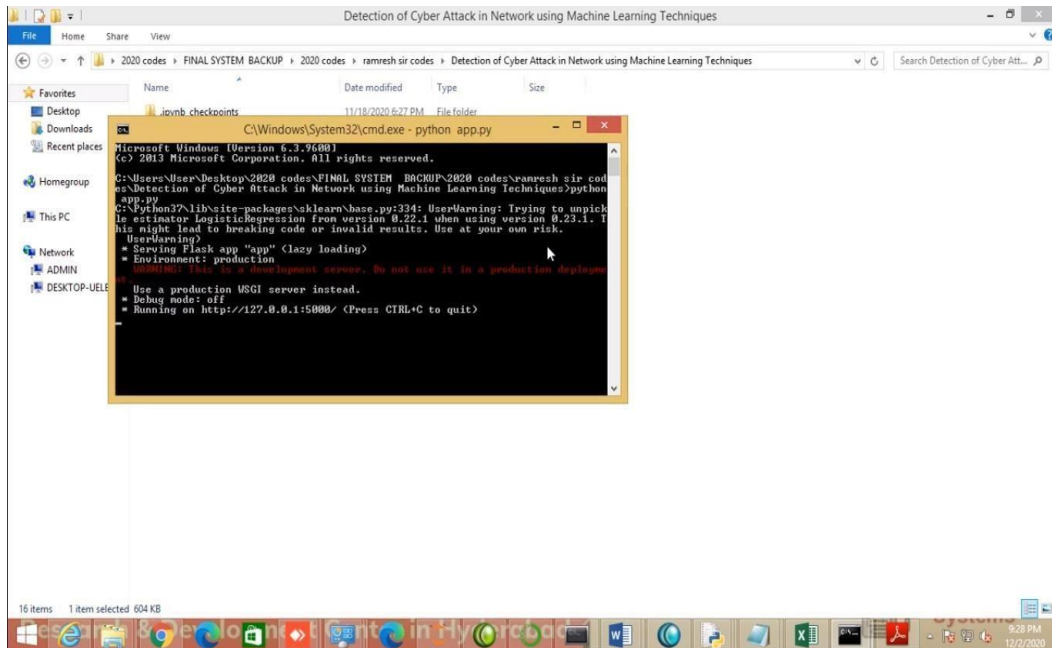 Detection of Cyber Attack in Network using Machine Learning Techniques
File Home Share View
2020 codes FINAL SYSTEM BACKUP 2020 codes ramresh sir codes Detection of Cyber Attack in Network using Machine Learning Techniques
Search Detection of Cyber Att...
Name Date modified Type Size
Favorites
Desktop
Downloads
Recent places
Homegroup
This PC
Network
ADMIN
DESKTOP-UELE
.ipynb_checkpoints 11/18/2020 6:27 PM File folder
C:\Windows\System32\cmd.exe - python app.py
Microsoft Windows [Version 6.3.9600]
(c) 2013 Microsoft Corporation. All rights reserved.
C:\Users\User\Desktop\2020 codes\FINAL SYSTEM BACKUP\2020 codes\ramresh sir cod
es\Detection of Cyber Attack in Network using Machine Learning Techniques>python
app.py
C:\Python37\lib\site-packages\sklearn\base.py:334: UserWarning: Trying to unpick
le estimator LogisticRegression from version 0.22.1 when using version 0.23.1. T
his might lead to breaking code or invalid results. Use at your own risk.
UserWarning)
* Serving Flask app "app" (lazy loading)
* Environment: production
WARNING: This is a development server. Do not use it in a production deployme
nt.
Use a production WSGI server instead.
* Debug mode: off
* Running on http://127.0.0.1:5000/ (Press CTRL+C to quit)
16 items 1 item selected 604 KB
Systems
9:28 PM
12/2/2020